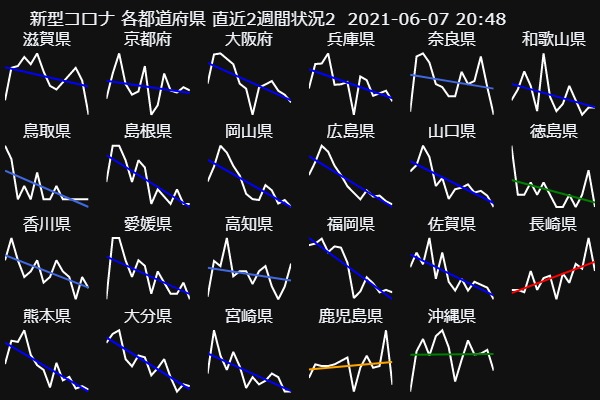 新型コロナ 各都道府県 直近2週間状況2 2021-06-07 20:48
滋賀県 京都府 大阪府 兵庫県 奈良県 和歌山県
鳥取県 島根県 岡山県 広島県 山口県 徳島県
香川県 愛媛県 高知県 福岡県 佐賀県 長崎県
熊本県 大分県 宮崎県 鹿児島県 沖縄県